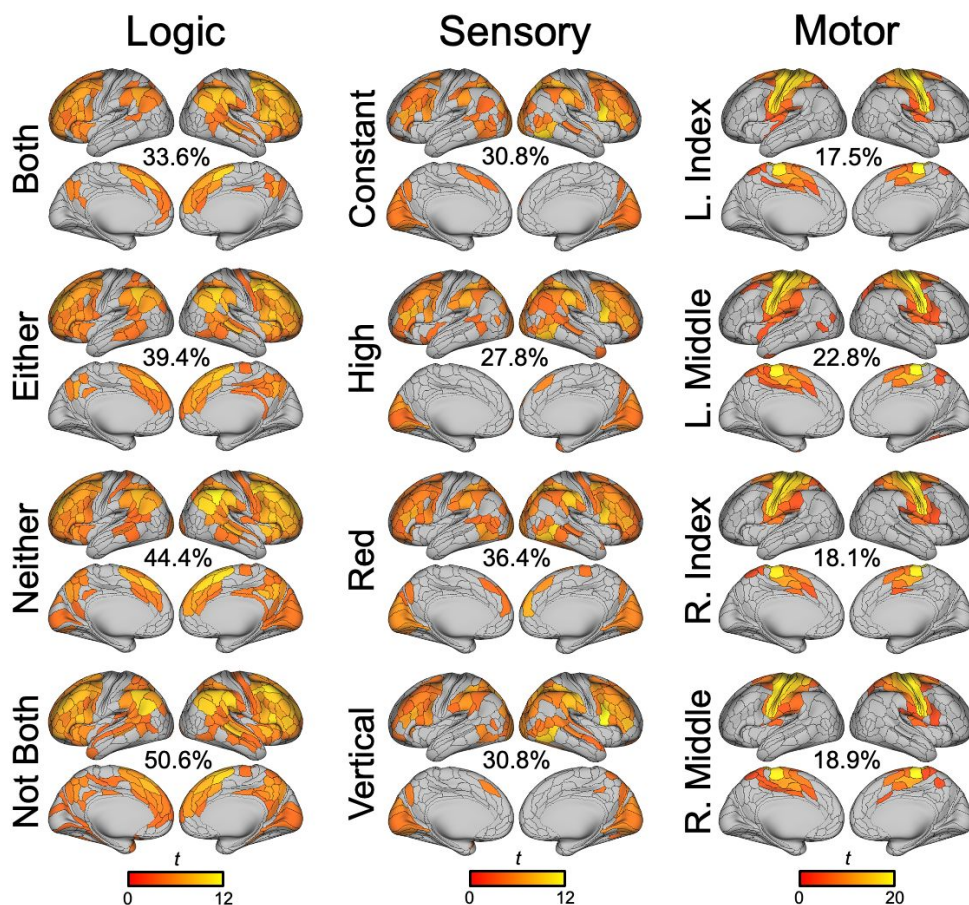 Logic
Sensory
Motor
Both
33.6%
Constant
30.8%
L. Index
17.5%
Either
39.4%
High
27.8%
L. Middle
22.8%
Neither
44.4%
Red
36.4%
R. Index
18.1%
Not Both
50.6%
Vertical
30.8%
R. Middle
18.9%
t
0 12
t
0 12
t
0 20